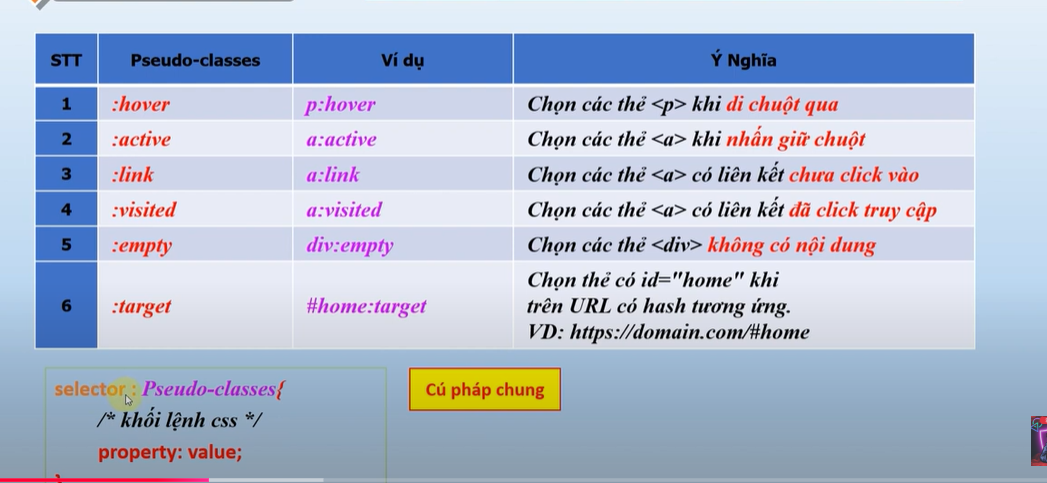 STT Pseudo-classes Ví dụ Ý Nghĩa
1 :hover p:hover Chọn các thẻ <p> khi di chuột qua
2 :active a:active Chọn các thẻ <a> khi nhấn giữ chuột
3 :link a:link Chọn các thẻ <a> có liên kết chưa click vào
4 :visited a:visited Chọn các thẻ <a> có liên kết đã click truy cập
5 :empty div:empty Chọn các thẻ <div> không có nội dung
6 :target #home:target Chọn thẻ có id="home" khi
trên URL có hash tương ứng.
VD: https://domain.com/#home
selector : Pseudo-classes{
/* khối lệnh css */
property: value;
Cú pháp chung